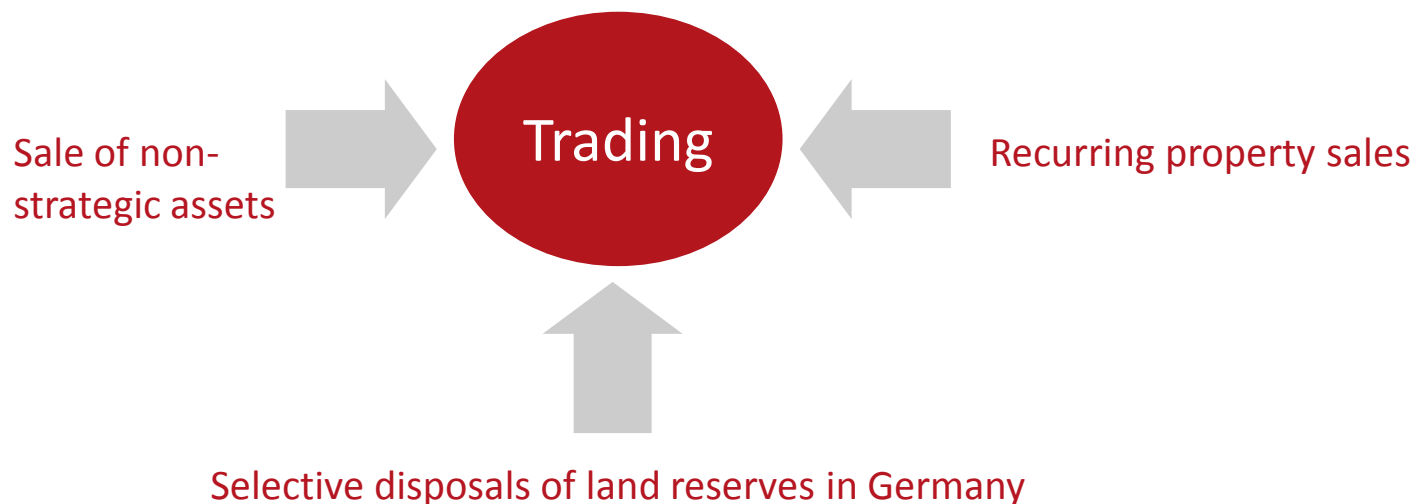 Trading
Sale of non-
strategic assets
Recurring property sales
Selective disposals of land reserves in Germany